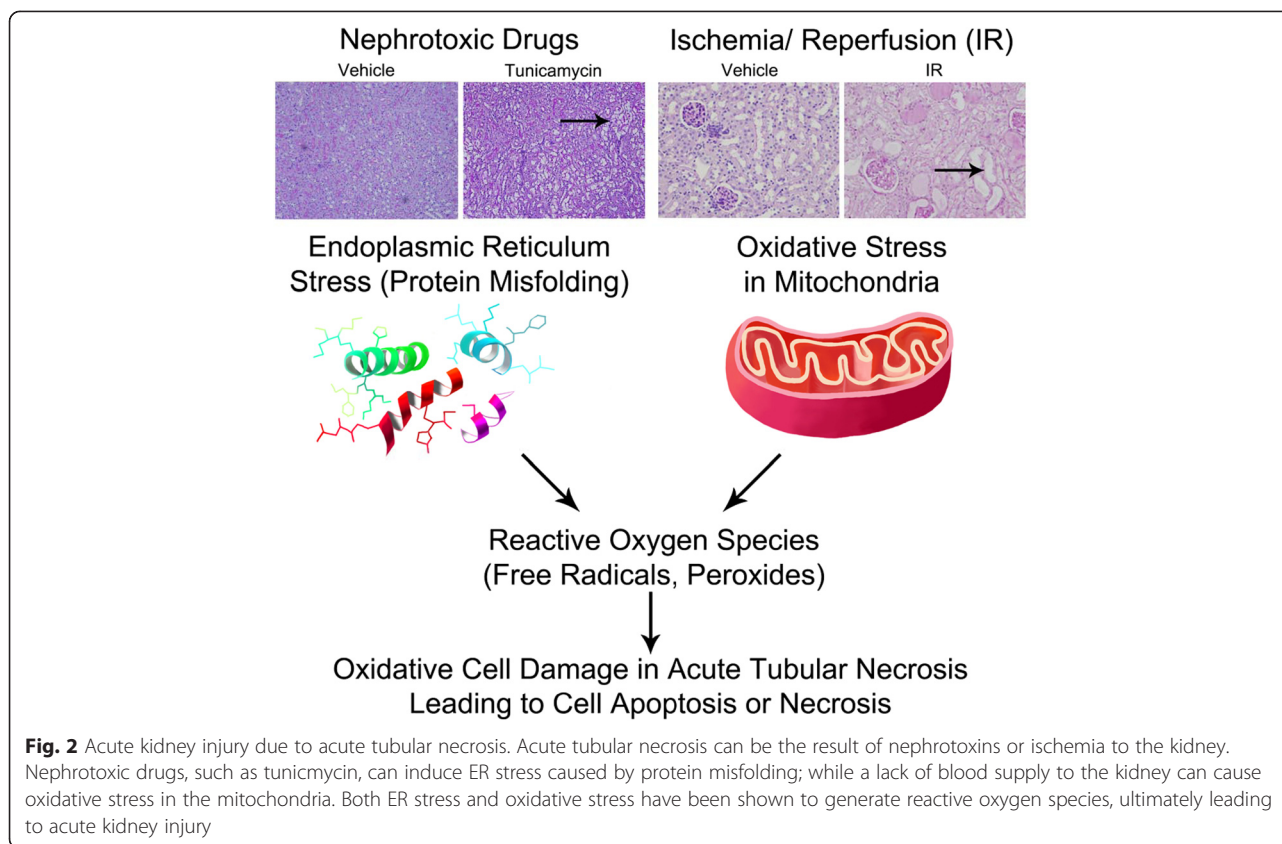 Nephrotoxic Drugs
Ischemia/ Reperfusion (IR)
Vehicle
Tunicamycin
Vehicle
IR
Endoplasmic Reticulum
Stress (Protein Misfolding)
Oxidative Stress
in Mitochondria
Reactive Oxygen Species
(Free Radicals, Peroxides)
Oxidative Cell Damage in Acute Tubular Necrosis
Leading to Cell Apoptosis or Necrosis
Fig. 2 Acute kidney injury due to acute tubular necrosis. Acute tubular necrosis can be the result of nephrotoxins or ischemia to the kidney.
Nephrotoxic drugs, such as tunicmycin, can induce ER stress caused by protein misfolding; while a lack of blood supply to the kidney can cause
oxidative stress in the mitochondria. Both ER stress and oxidative stress have been shown to generate reactive oxygen species, ultimately leading
to acute kidney injury